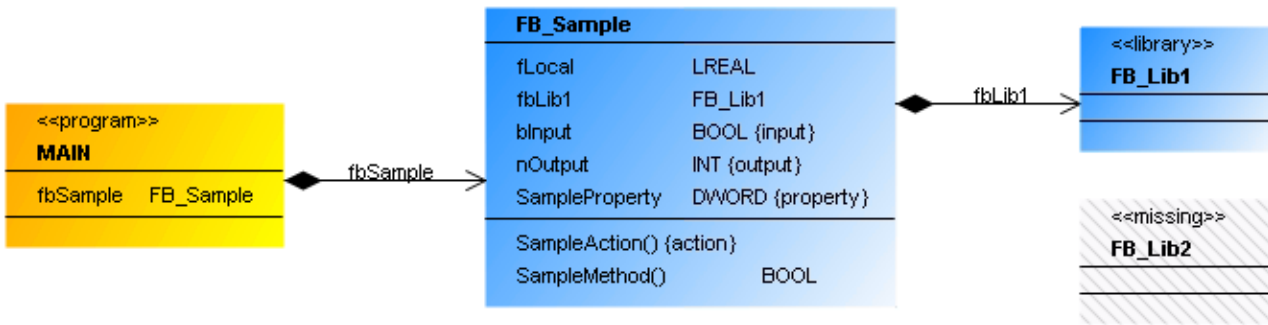 <<program>>
MAIN
fbSample FB_Sample
fbSample
FB_Sample
fLocal LREAL
fbLib1 FB_Lib1
bInput BOOL {input}
nOutput INT {output}
SampleProperty DWORD {property}
SampleAction() {action}
SampleMethod() BOOL
fbLib1
<<library>>
FB_Lib1
<<missing>>
FB_Lib2